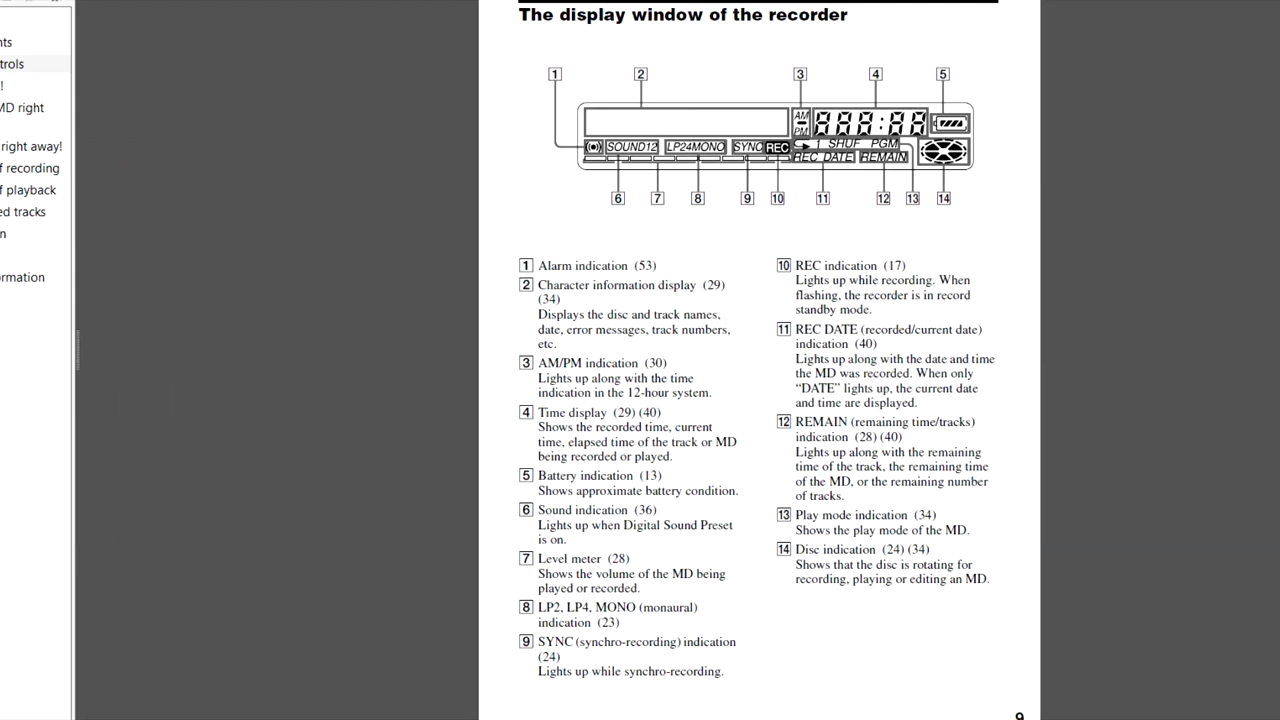 nts
trols
!
MD right
right away!
f recording
f playback
ed tracks
n
rmation
The display window of the recorder
1 2 3 4 5
AM
PM
888:88
SOUND12 LP24MONO SYNC REC 1 SHUF PGM
REC DATE REMAIN
6 7 8 9 10 11 12 13 14
1 Alarm indication (53)
2 Character information display (29)
(34)
Displays the disc and track names,
date, error messages, track numbers,
etc.
3 AM/PM indication (30)
Lights up along with the time
indication in the 12-hour system.
4 Time display (29) (40)
Shows the recorded time, current
time, elapsed time of the track or MD
being recorded or played.
5 Battery indication (13)
Shows approximate battery condition.
6 Sound indication (36)
Lights up when Digital Sound Preset
is on.
7 Level meter (28)
Shows the volume of the MD being
played or recorded.
8 LP2, LP4, MONO (monaural)
indication (23)
9 SYNC (synchro-recording) indication
(24)
Lights up while synchro-recording.
10 REC indication (17)
Lights up while recording. When
flashing, the recorder is in record
standby mode.
11 REC DATE (recorded/current date)
indication (40)
Lights up along with the date and time
the MD was recorded. When only
“DATE” lights up, the current date
and time are displayed.
12 REMAIN (remaining time/tracks)
indication (28) (40)
Lights up along with the remaining
time of the track, the remaining time
of the MD, or the remaining number
of tracks.
13 Play mode indication (34)
Shows the play mode of the MD.
14 Disc indication (24) (34)
Shows that the disc is rotating for
recording, playing or editing an MD.
9